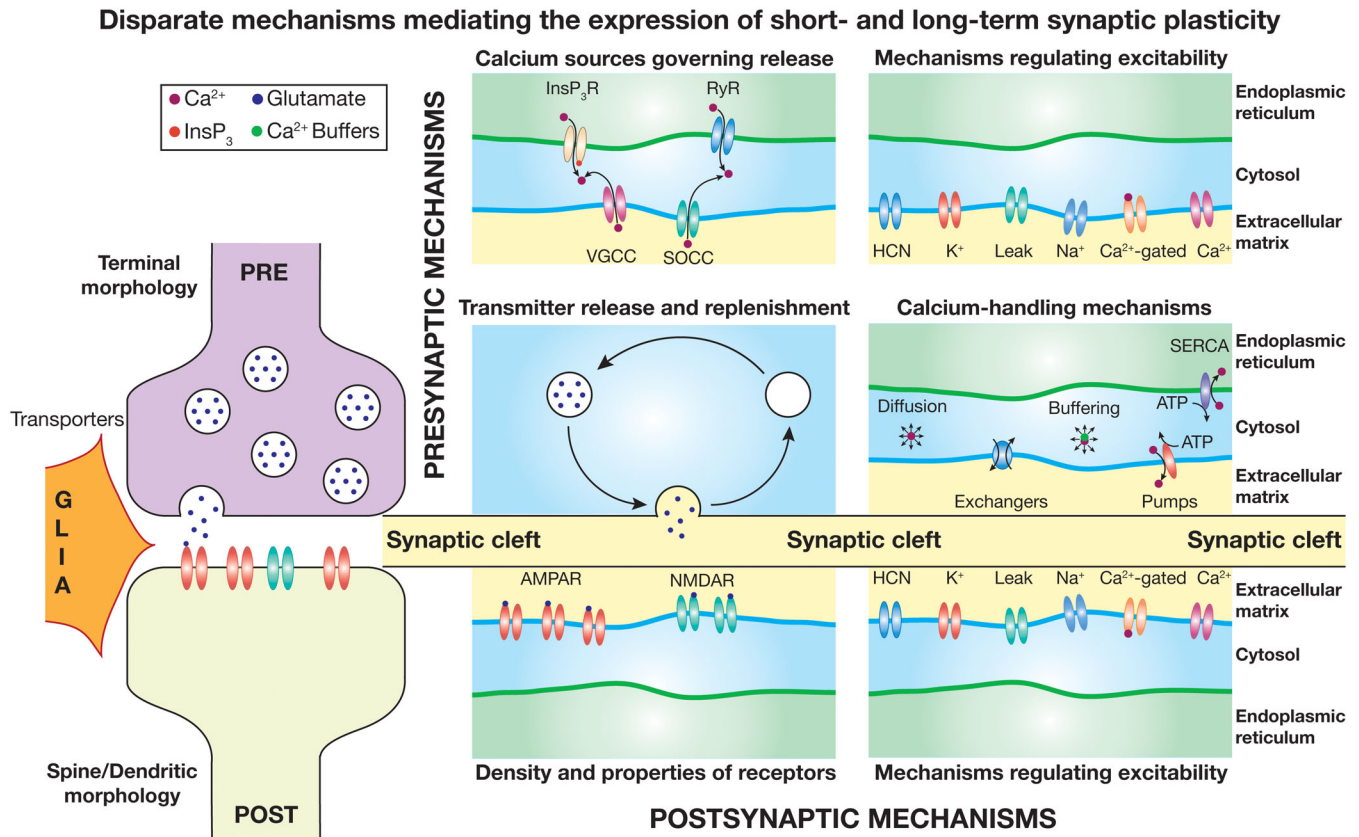 Disparate mechanisms mediating the expression of short- and long-term synaptic plasticity
Ca²⁺
Glutamate
InsP₃
Ca²⁺ Buffers
Terminal
morphology
PRE
Transporters
GLIA
Spine/Dendritic
morphology
POST
PRESYNAPTIC MECHANISMS
Calcium sources governing release
InsP₃R
RyR
VGCC
SOCC
Mechanisms regulating excitability
HCN
K⁺
Leak
Na⁺
Ca²⁺-gated
Ca²⁺
Endoplasmic
reticulum
Cytosol
Extracellular
matrix
Transmitter release and replenishment
Calcium-handling mechanisms
SERCA
ATP
Diffusion
Buffering
ATP
Exchangers
Pumps
Endoplasmic
reticulum
Cytosol
Extracellular
matrix
Synaptic cleft
Synaptic cleft
Synaptic cleft
AMPAR
NMDAR
Density and properties of receptors
HCN
K⁺
Leak
Na⁺
Ca²⁺-gated
Ca²⁺
Extracellular
matrix
Cytosol
Endoplasmic
reticulum
Mechanisms regulating excitability
POSTSYNAPTIC MECHANISMS